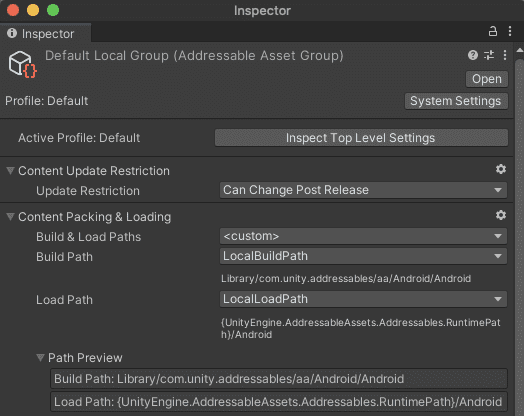 Inspector
Inspector
Default Local Group (Addressable Asset Group)
Open
Profile: Default
System Settings
Active Profile: Default
Inspect Top Level Settings
Content Update Restriction
Update Restriction
Can Change Post Release
Content Packing & Loading
Build & Load Paths
<custom>
Build Path
LocalBuildPath
Library/com.unity.addressables/aa/Android/Android
Load Path
LocalLoadPath
{UnityEngine.AddressableAssets.Addressables.RuntimePat
h}/Android
Path Preview
Build Path: Library/com.unity.addressables/aa/Android/Android
Load Path: {UnityEngine.AddressableAssets.Addressables.RuntimePath}/Android